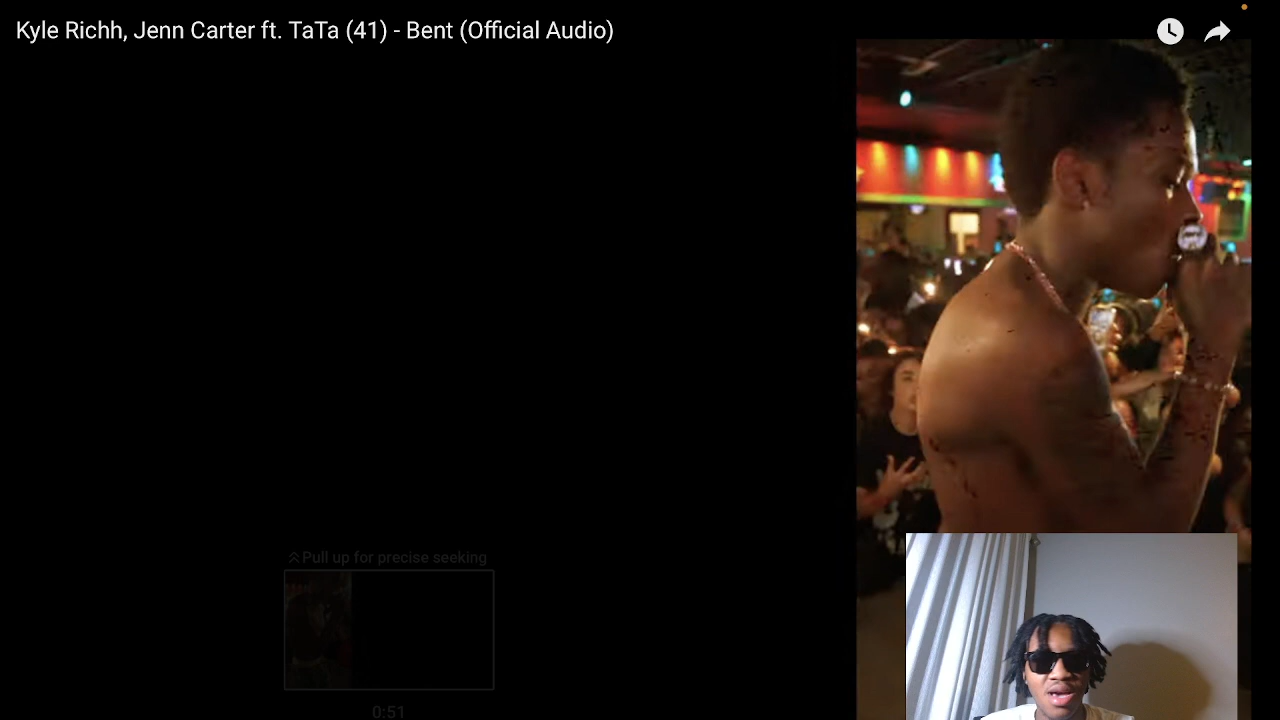 Kyle Richh, Jenn Carter ft. TaTa (41) - Bent (Official Audio)
Pull up for precise seeking
0:51